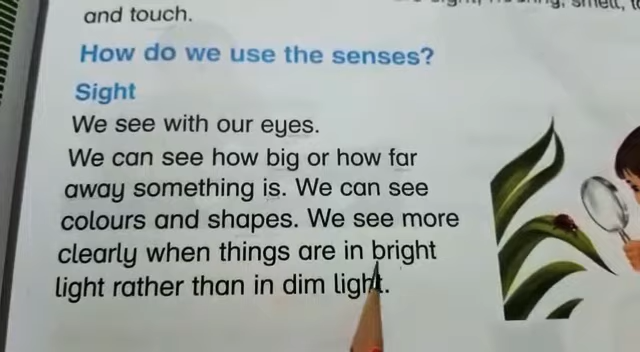 and touch.
How do we use the senses?
Sight
We see with our eyes.
We can see how big or how far
away something is. We can see
colours and shapes. We see more
clearly when things are in bright
light rather than in dim light.